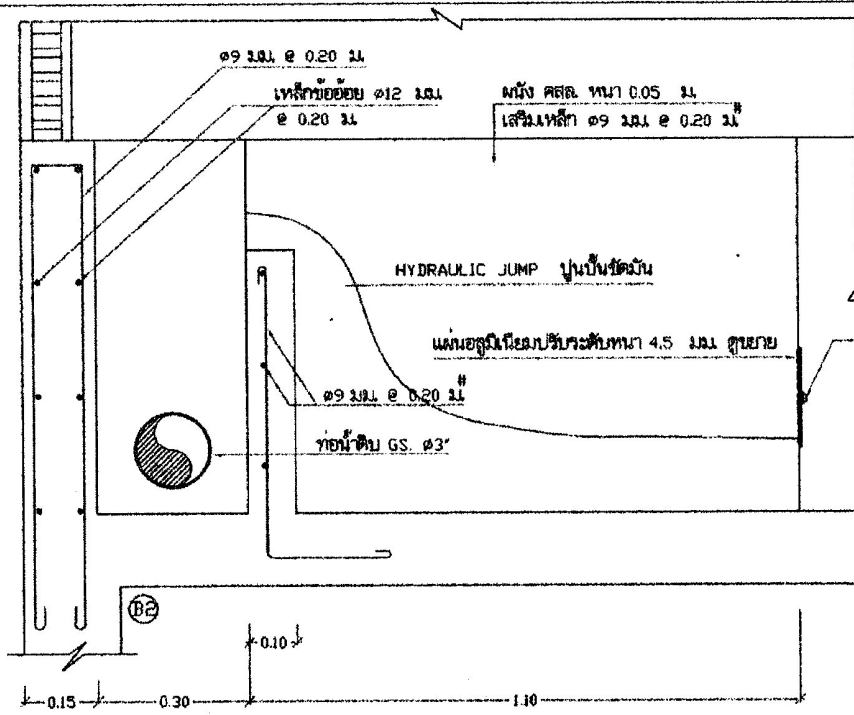 ø9 มม. @ 0.20 ม.
เหล็กข้ออ้อย ø12 มม.
@ 0.20 ม.
ผนัง คสล. หนา 0.05 ม.
เสริมเหล็ก ø9 มม. @ 0.20 ม.#
HYDRAULIC JUMP ปูนปั้นขัดมัน
4
แผ่นอลูมิเนียมปรับระดับหนา 4.5 มม. ดูขยาย
ø9 มม. @ 0.20 ม.#
ท่อน้ำดิบ GS. ø3"
B2
0.10
0.15
0.30
1.10